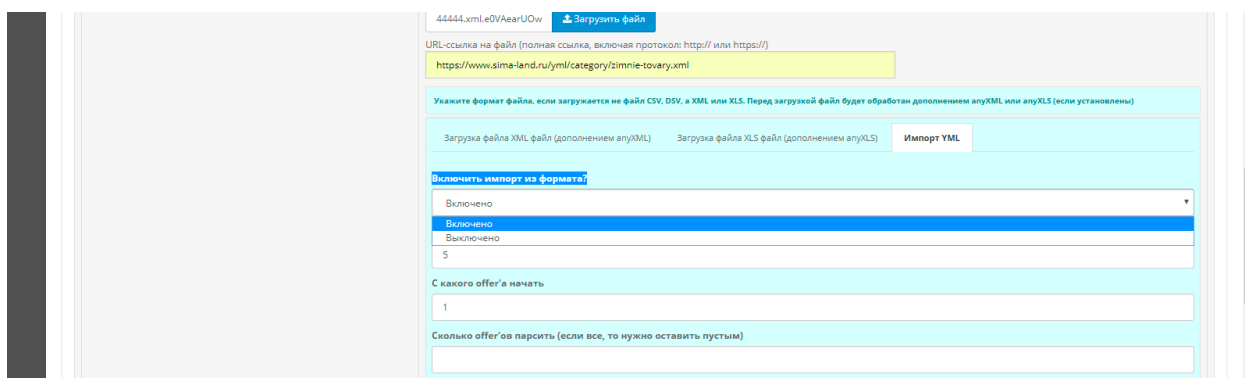 44444.xml.e0VAearUOw Загрузить файл
URL-ссылка на файл (полная ссылка, включая протокол: http:// или https://)
https://www.sima-land.ru/yml/category/zimnie-tovary.xml
Укажите формат файла, если загружается не файл CSV, DSV, а XML или XLS. Перед загрузкой файл будет обработан дополнением anyXML или anyXLS (если установлены)
Загрузка файла XML файл (дополнением anyXML) Загрузка файла XLS файл (дополнением anyXLS) Импорт YML
Включить импорт из формата?
Включено
Включено
Выключено
5
С какого offer'а начать
1
Сколько offer'ов парсить (если все, то нужно оставить пустым)